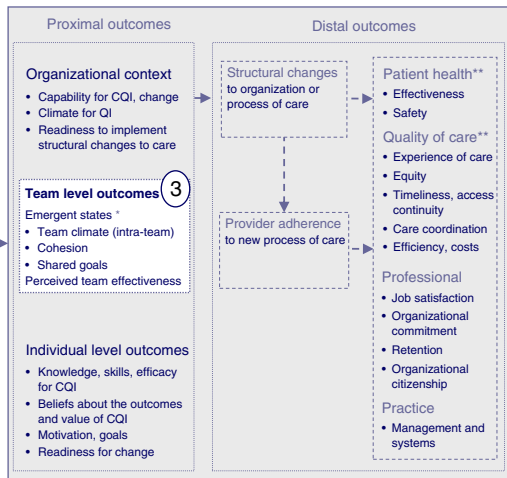 Proximal outcomes
Organizational context
• Capability for CQI, change
• Climate for QI
• Readiness to implement
structural changes to care
Team level outcomes
3
Emergent states *
• Team climate (intra-team)
• Cohesion
• Shared goals
Perceived team effectiveness
Individual level outcomes
• Knowledge, skills, efficacy
for CQI
• Beliefs about the outcomes
and value of CQI
• Motivation, goals
• Readiness for change
Distal outcomes
Structural changes
to organization or
process of care
Provider adherence
to new process of care
Patient health**
• Effectiveness
• Safety
Quality of care**
• Experience of care
• Equity
• Timeliness, access
continuity
• Care coordination
• Efficiency, costs
Professional
• Job satisfaction
• Organizational
commitment
• Retention
• Organizational
citizenship
Practice
• Management and
systems